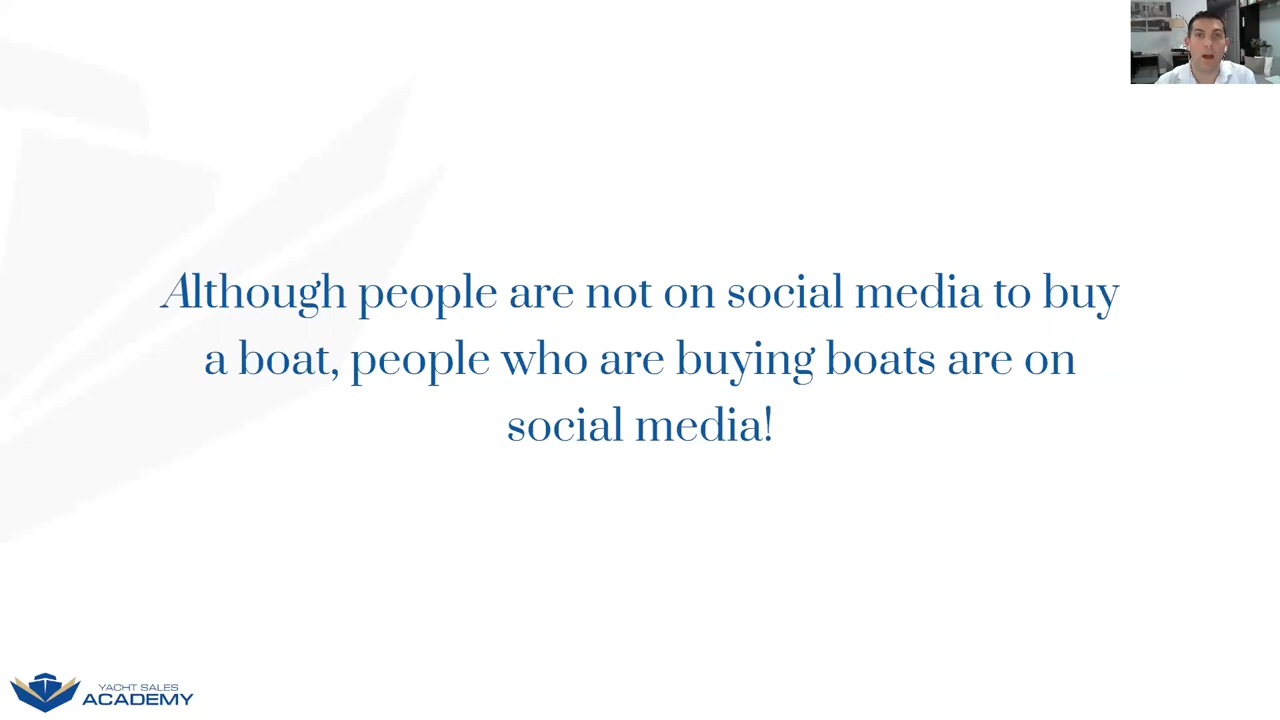 Although people are not on social media to buy
a boat, people who are buying boats are on
social media!
YACHT SALES
ACADEMY